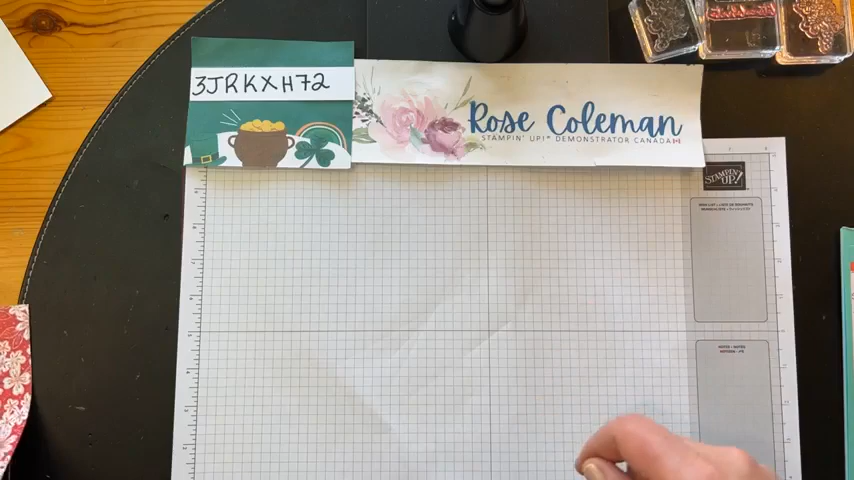 3JRKXH72
Rose Coleman
STAMPIN' UP!® DEMONSTRATOR CANADA
STAMPIN' UP!